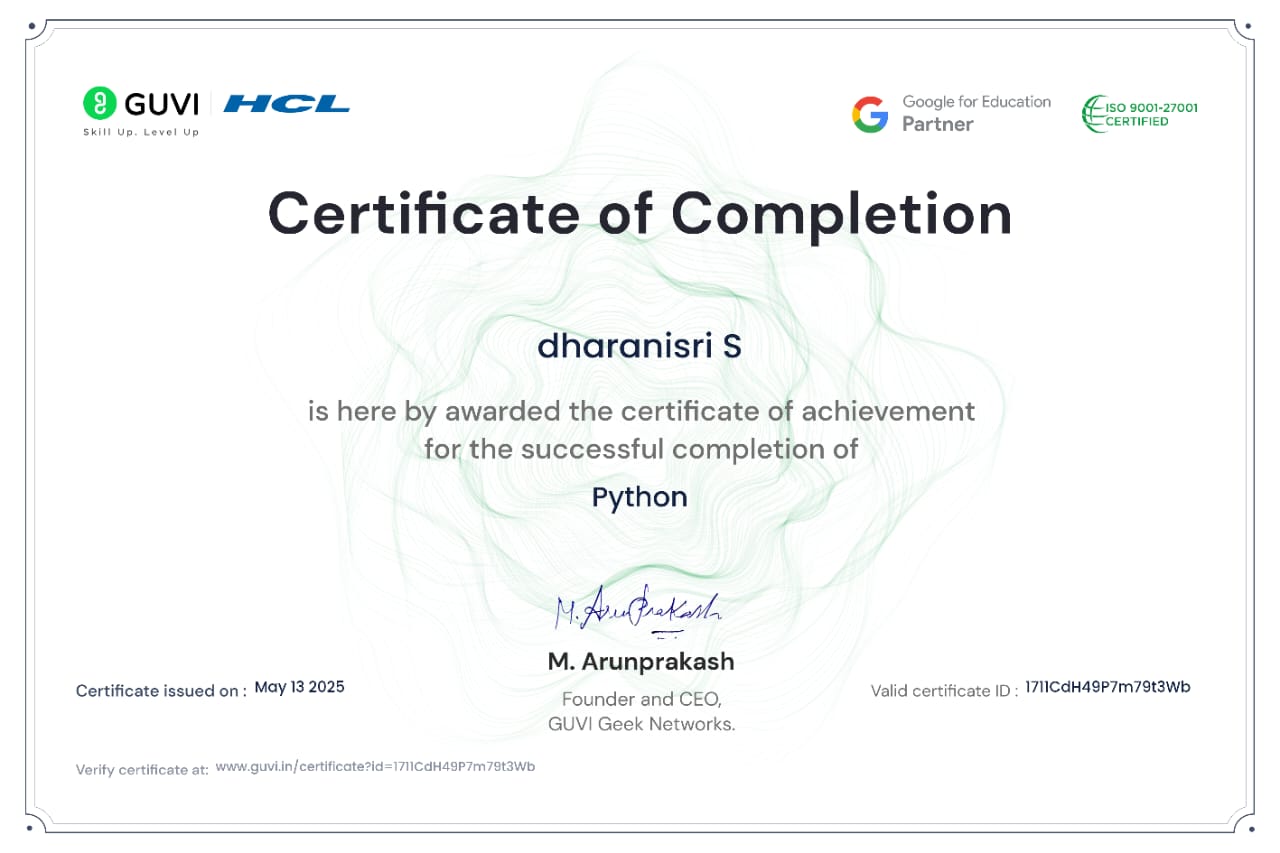 GUVI HCL
Skill Up. Level Up
Google for Education
Partner
ISO 9001-27001
CERTIFIED
Certificate of Completion
dharanisri S
is here by awarded the certificate of achievement
for the successful completion of
Python
M. Arunprakash
M. Arunprakash
Founder and CEO,
GUVI Geek Networks.
Certificate issued on : May 13 2025
Valid certificate ID : 1711CdH49P7m79t3Wb
Verify certificate at: www.guvi.in/certificate?id=1711CdH49P7m79t3Wb